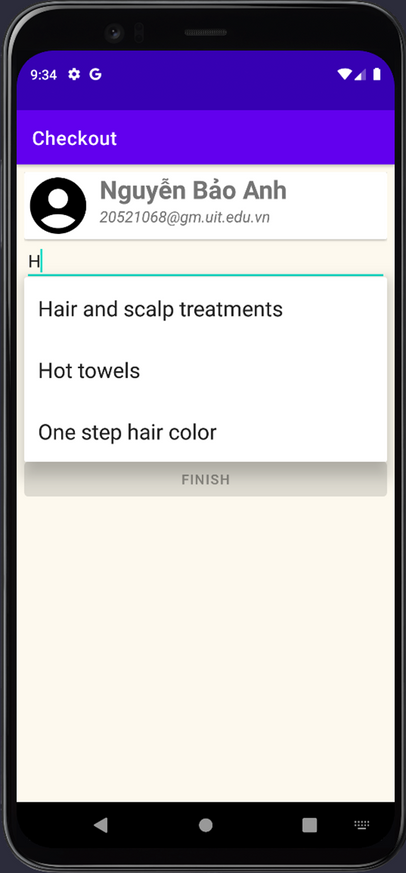 9:34 G
Checkout
Nguyễn Bảo Anh
20521068@gm.uit.edu.vn
H
Hair and scalp treatments
Hot towels
One step hair color
FINISH